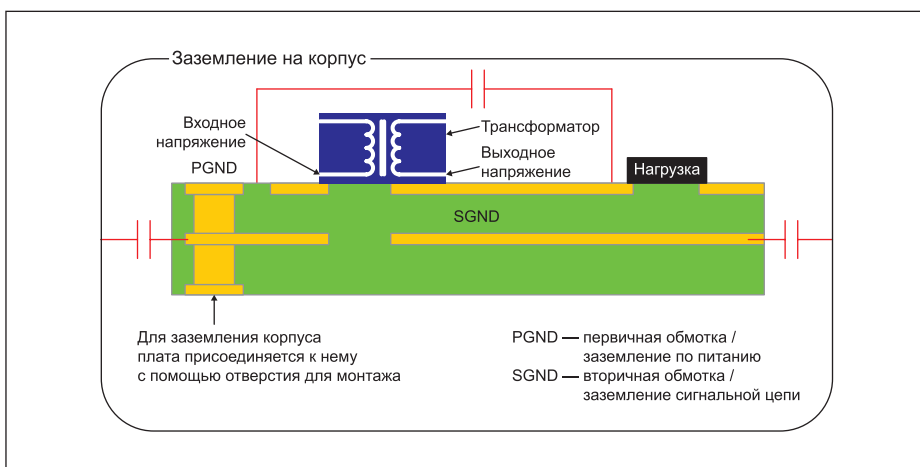 Заземление на корпус
Входное
напряжение
Трансформатор
Выходное
напряжение
PGND
Нагрузка
SGND
Для заземления корпуса
плата присоединяется к нему
с помощью отверстия для монтажа
PGND — первичная обмотка /
заземление по питанию
SGND — вторичная обмотка /
заземление сигнальной цепи